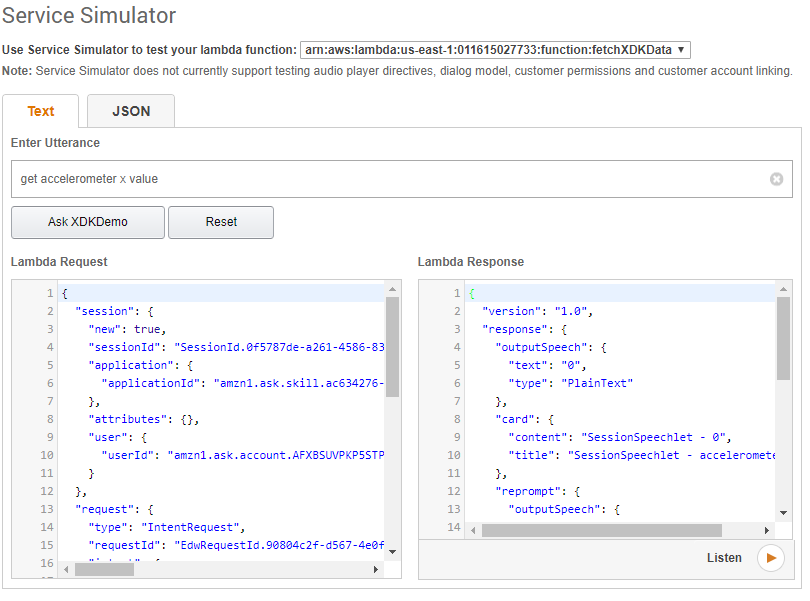 Service Simulator
Use Service Simulator to test your lambda function: arn:aws:lambda:us-east-1:011615027733:function:fetchXDKData
Note: Service Simulator does not currently support testing audio player directives, dialog model, customer permissions and customer account linking.
Text JSON
Enter Utterance
get accelerometer x value
Ask XDKDemo Reset
Lambda Request
1 {
2 "session": {
3 "new": true,
4 "sessionId": "SessionId.0f5787de-a261-4586-83
5 "application": {
6 "applicationId": "amzn1.ask.skill.ac634276-
7 },
8 "attributes": {},
9 "user": {
10 "userId": "amzn1.ask.account.AFXBSUVPKP5STP
11 }
12 },
13 "request": {
14 "type": "IntentRequest",
15 "requestId": "EdwRequestId.90804c2f-d567-4e0f
16
Lambda Response
1 {
2 "version": "1.0",
3 "response": {
4 "outputSpeech": {
5 "text": "0",
6 "type": "PlainText"
7 },
8 "card": {
9 "content": "SessionSpeechlet - 0",
10 "title": "SessionSpeechlet - acceleromete
11 },
12 "reprompt": {
13 "outputSpeech": {
14
Listen